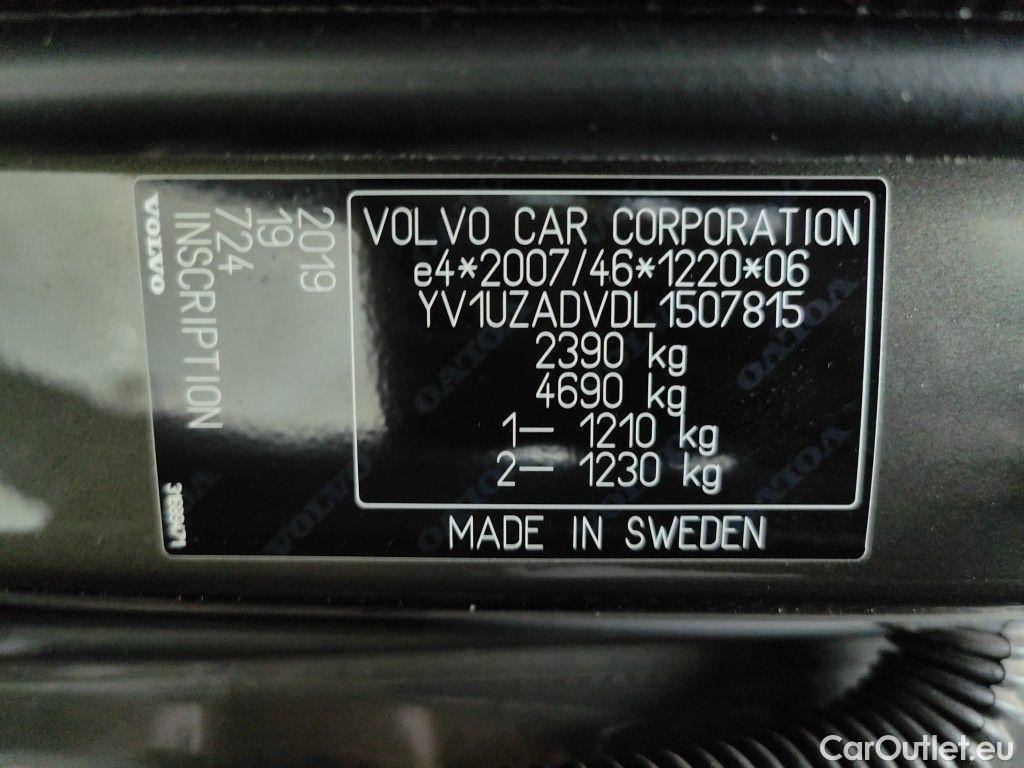 VOLVO
2019
19
724
INSCRIPTION
VOLVO CAR CORPORATION
e4*2007/46*1220*06
YV1UZADVDL1507815
2390 kg
4690 kg
1— 1210 kg
2— 1230 kg
MADE IN SWEDEN
CarOutlet.eu